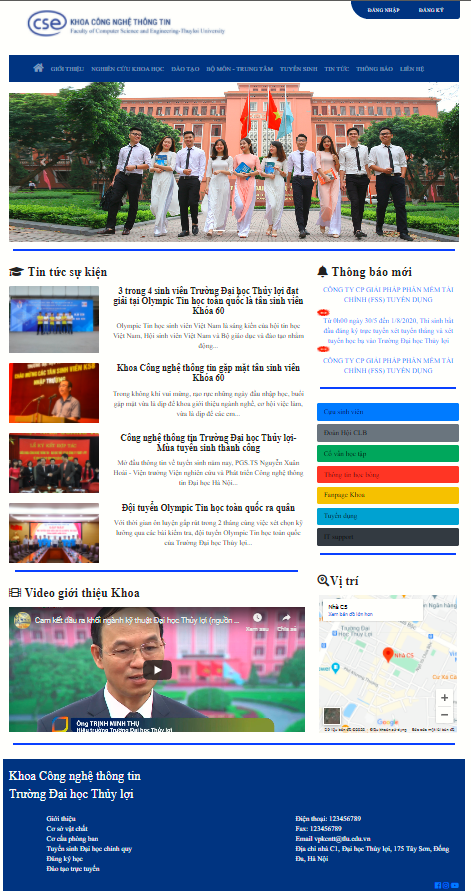 ĐĂNG NHẬP ĐĂNG KÝ
cse KHOA CÔNG NGHỆ THÔNG TIN
Faculty of Computer Science and Engineering-Thuyloi University
GIỚI THIỆU NGHIÊN CỨU KHOA HỌC ĐÀO TẠO BỘ MÔN - TRUNG TÂM TUYỂN SINH TIN TỨC THÔNG BÁO LIÊN HỆ
Tin tức sự kiện
3 trong 4 sinh viên Trường Đại học Thủy lợi đạt
giải tại Olympic Tin học toàn quốc là tân sinh viên
Khóa 60
Olympic Tin học sinh viên Việt Nam là sáng kiến của hội tin học
Việt Nam, Hội sinh viên Việt Nam và Bộ giáo dục và đào tạo nhằm
động...
Khoa Công nghệ thông tin gặp mặt tân sinh viên
Khóa 60
Trong không khí vui mừng, rạo rực những ngày đầu nhập học, buổi
gặp mặt vừa là dịp để khoa giới thiệu ngành nghề, cơ hội việc làm,
vừa là dịp để các em...
Công nghệ thông tin Trường Đại học Thủy lợi-
Mùa tuyển sinh thành công
Mở đầu thông tin về tuyển sinh năm nay, PGS.TS Nguyễn Xuân
Hoài - Viện trưởng Viện nghiên cứu và Phát triển Công nghệ thông
tin Đại học Hà Nội...
Đội tuyển Olympic Tin học toàn quốc ra quân
Với thời gian ôn luyện gấp rút trong 2 tháng cùng việc xét chọn kỹ
lưỡng qua các bài kiểm tra, đội tuyển Olympic Tin học toàn quốc
của Trường Đại học Thủy lợi...
Thông báo mới
CÔNG TY CP GIẢI PHÁP PHẦN MỀM TÀI
CHÍNH (FSS) TUYỂN DỤNG
Từ 0h00 ngày 30/5 đến 1/8/2020, Thí sinh bắt
đầu đăng ký trực tuyến xét tuyển thẳng và xét
tuyển học bạ vào Trường Đại học Thủy lợi
CÔNG TY CP GIẢI PHÁP PHẦN MỀM TÀI
CHÍNH (FSS) TUYỂN DỤNG
Cựu sinh viên
Đoàn Hội CLB
Cố vấn học tập
Thông tin học bổng
Fanpage Khoa
Tuyển dụng
IT support
Video giới thiệu Khoa
Cam kết đầu ra khối ngành kỹ thuật Đại học Thủy lợi (nguồn ...
Xem sau Chia sẻ
Ông TRỊNH MINH THỤ
Hiệu trưởng Trường Đại học Thủy lợi
Vị trí
Nhà C5
Xem bản đồ lớn hơn
Trường Đại
học Thủy lợi
Nhà C5
Google
Khoa Công nghệ thông tin
Trường Đại học Thủy lợi
Giới thiệu
Cơ sở vật chất
Cơ cấu phòng ban
Tuyển sinh Đại học chính quy
Đăng ký học
Đào tạo trực tuyến
Điện thoại: 123456789
Fax: 123456789
Email vpkcntt@tlu.edu.vn
Địa chỉ nhà C1, Đại học Thủy lợi, 175 Tây Sơn, Đống
Đa, Hà Nội